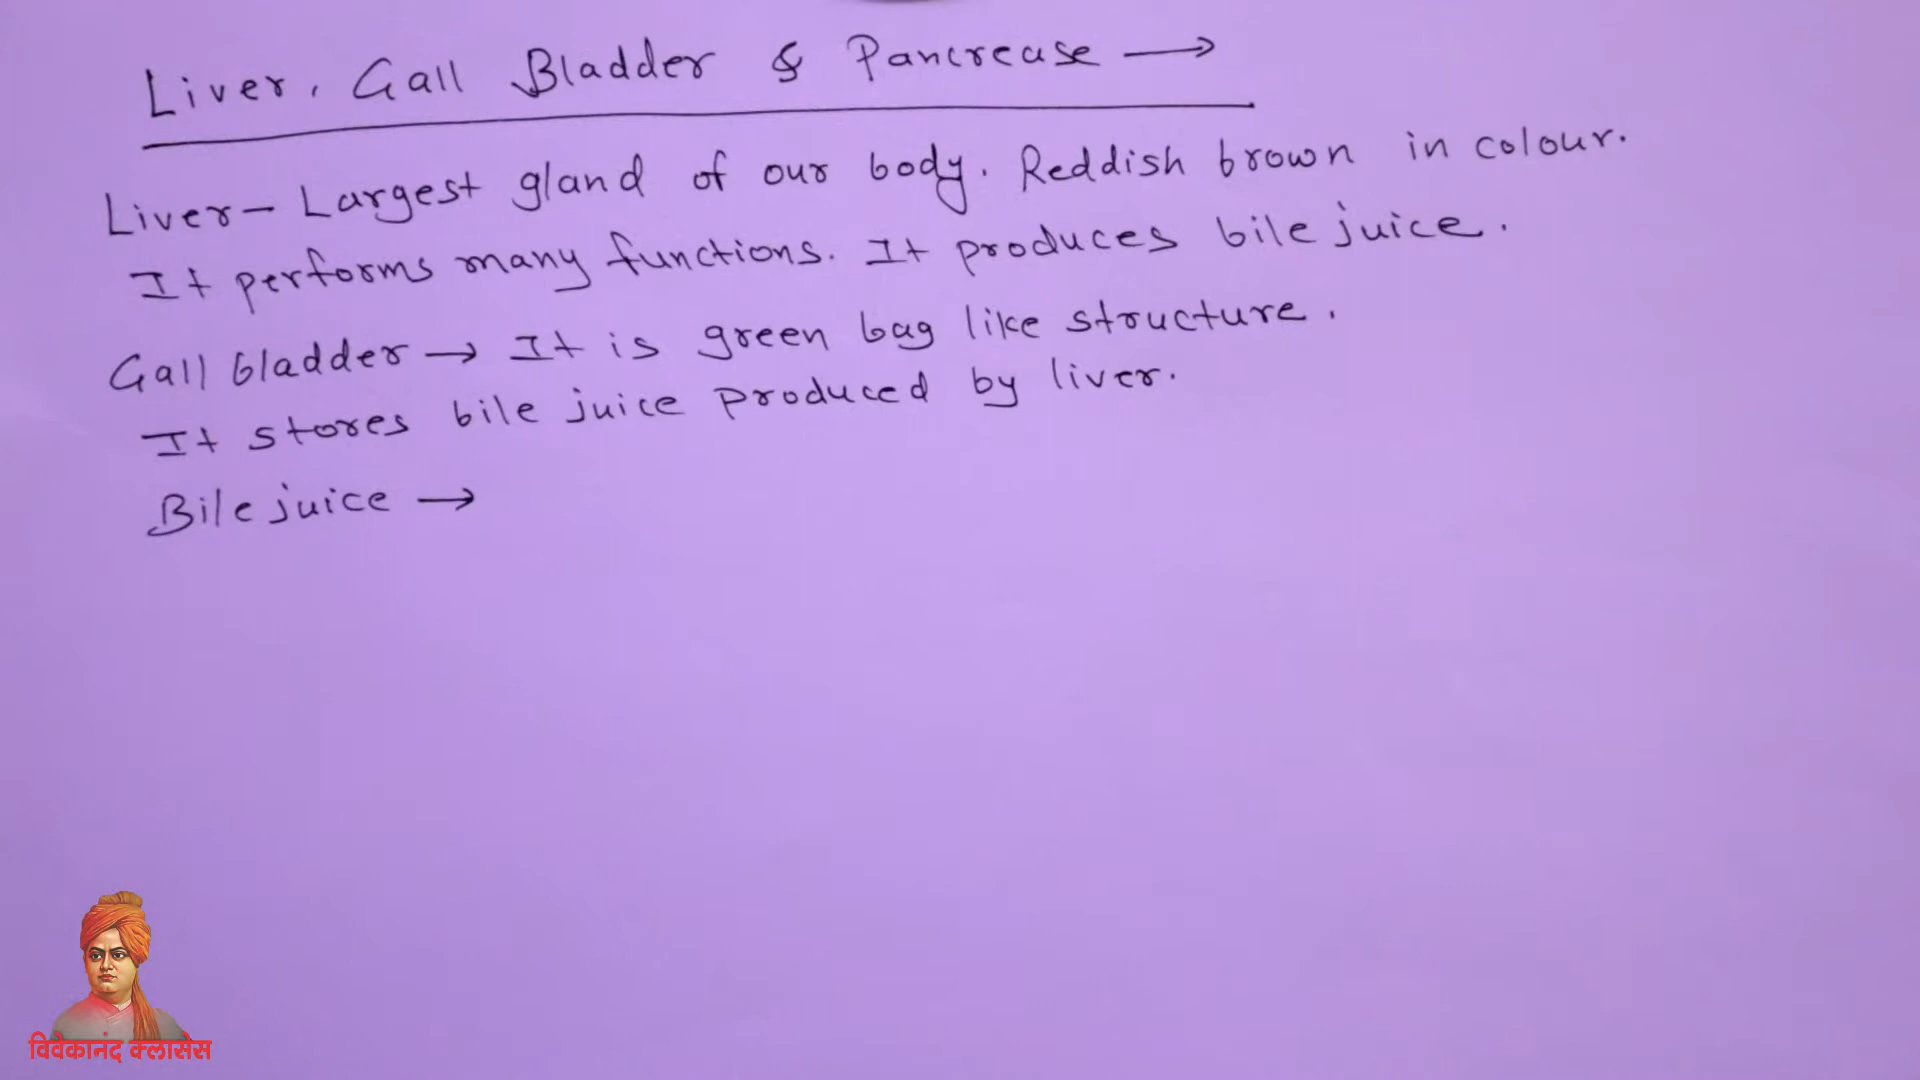 Liver, Gall Bladder & Pancrease →
Liver - Largest gland of our body. Reddish brown in colour.
It performs many functions. It produces bile juice.
Gall bladder → It is green bag like structure.
It stores bile juice produced by liver.
Bile juice →
विवेकानद क्लासेस